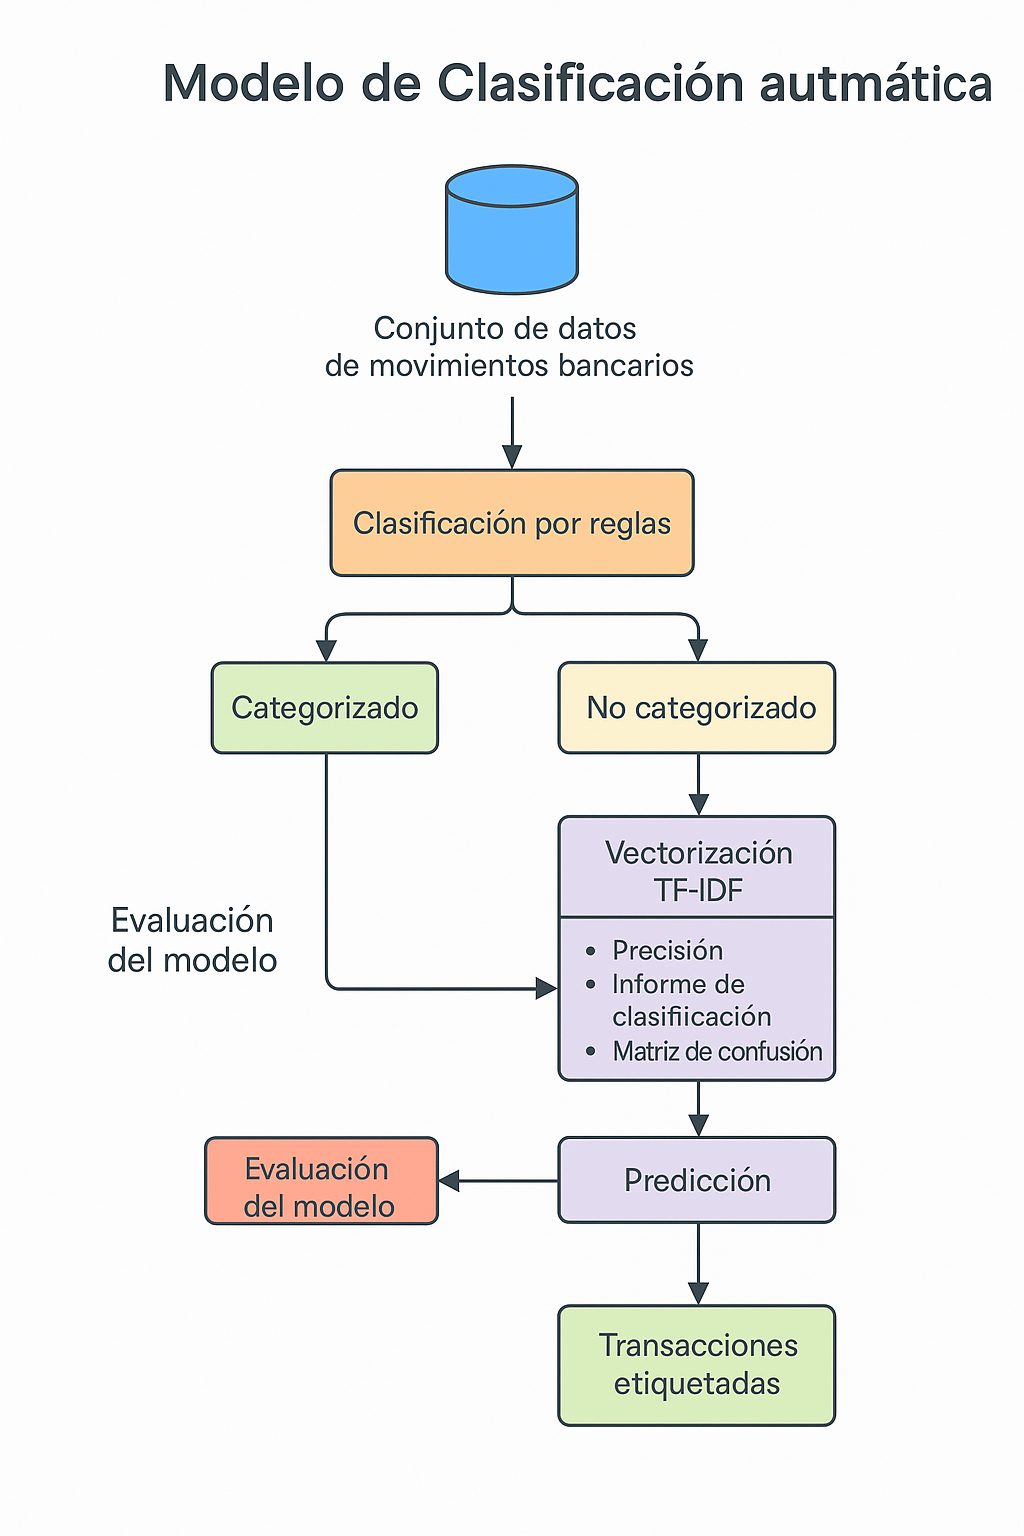 Modelo de Clasificación autmática
Conjunto de datos
de movimientos bancarios
Clasificación por reglas
Categorizado
No categorizado
Vectorización
TF-IDF
• Precisión
• Informe de
clasifiicación
• Matriz de confusión
Evaluación
del modelo
Evaluación
del modelo
Predicción
Transacciones
etiquetadas